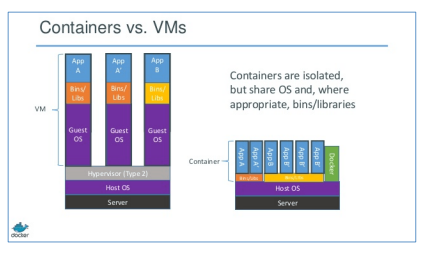 Containers vs. VMs
App
A
App
A'
App
B
Bins/
Libs
Bins/
Libs
Bins/
Libs
VM
Guest
OS
Guest
OS
Guest
OS
Hypervisor (Type 2)
Host OS
Server
Containers are isolated,
but share OS and, where
appropriate, bins/libraries
Container
App A
App A'
App B
App B'
App B'
App B'
Docker
Bins/Libs
Bins/Libs
Host OS
Server
docker